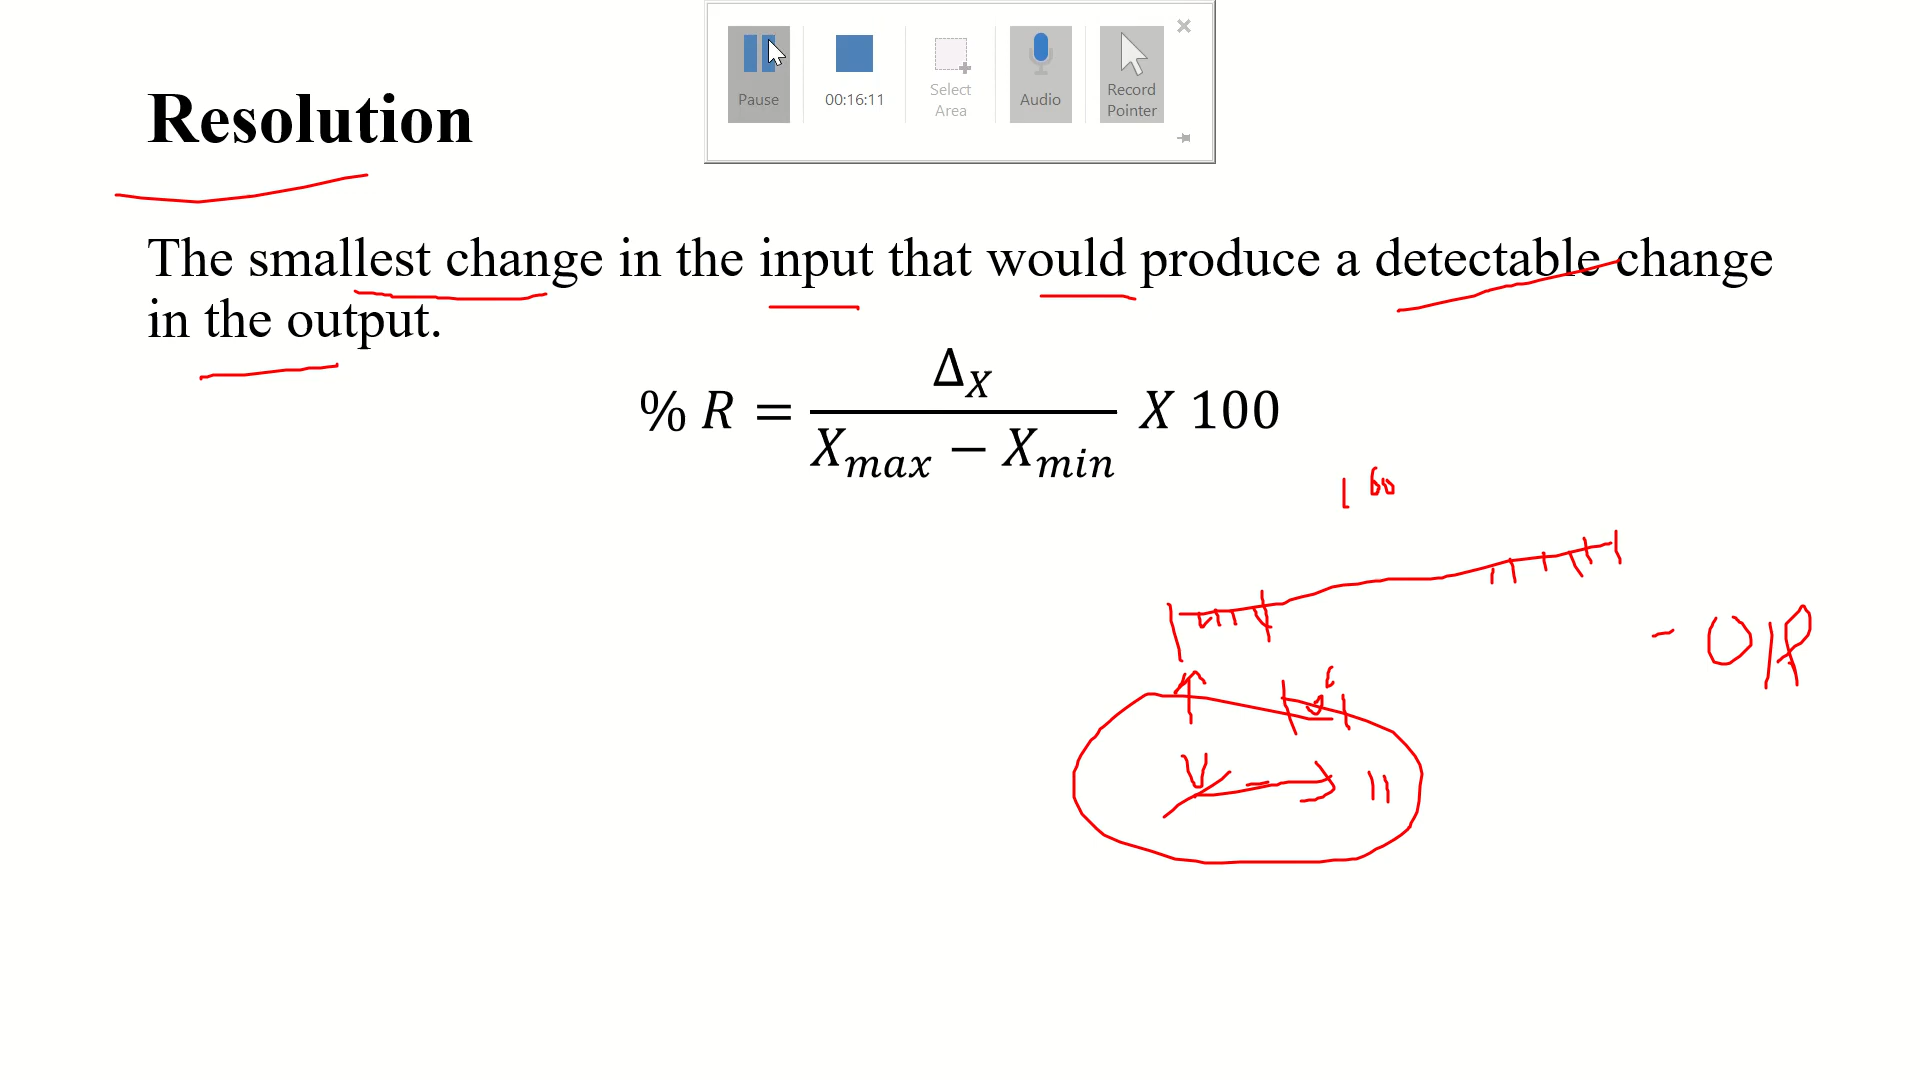 Pause
00:16:11
Select
Area
Audio
Record
Pointer
Resolution
The smallest change in the input that would produce a detectable change
in the output.
% R = Δ_X / (X_max − X_min) X 100
O/P